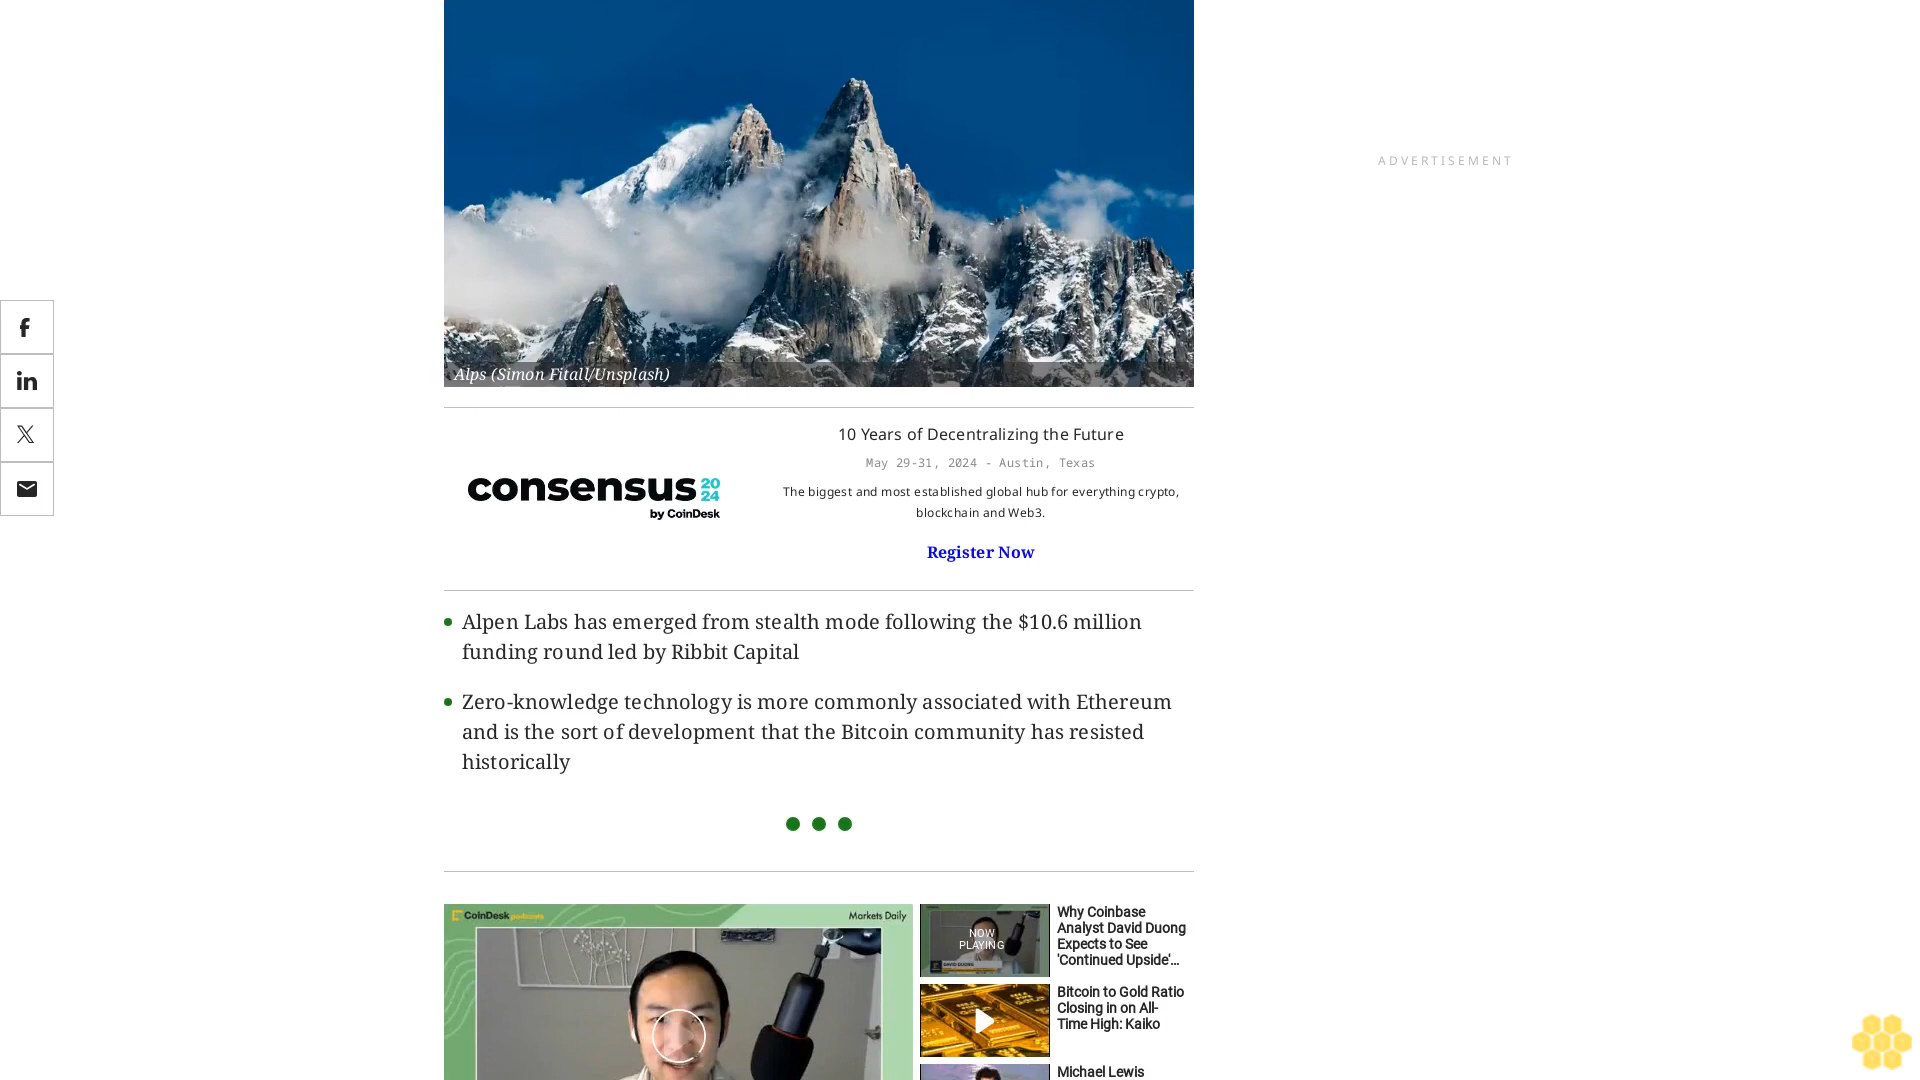 Alps (Simon Fitall/Unsplash)
ADVERTISEMENT
consensus 20
24
by CoinDesk
10 Years of Decentralizing the Future
May 29-31, 2024 - Austin, Texas
The biggest and most established global hub for everything crypto,
blockchain and Web3.
Register Now
Alpen Labs has emerged from stealth mode following the $10.6 million
funding round led by Ribbit Capital
Zero-knowledge technology is more commonly associated with Ethereum
and is the sort of development that the Bitcoin community has resisted
historically
CoinDesk podcasts
Markets Daily
NOW
PLAYING
DAVID DUONG
Why Coinbase
Analyst David Duong
Expects to See
'Continued Upside'...
Bitcoin to Gold Ratio
Closing in on All-
Time High: Kaiko
Michael Lewis